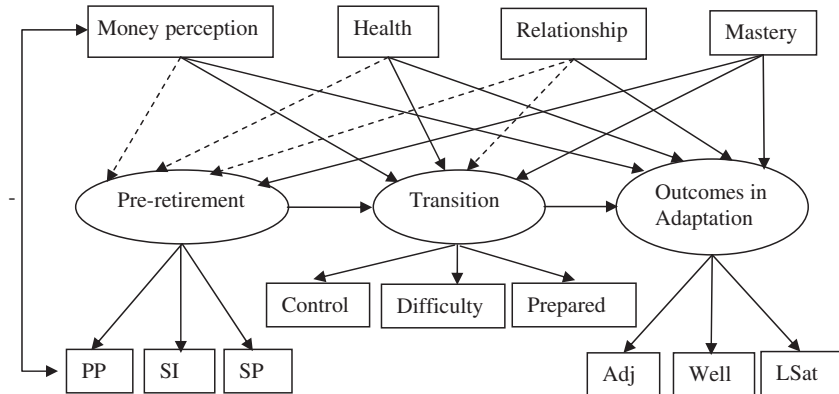 Money perception
Health
Relationship
Mastery
Pre-retirement
Transition
Outcomes in
Adaptation
-
Control
Difficulty
Prepared
PP
SI
SP
Adj
Well
LSat